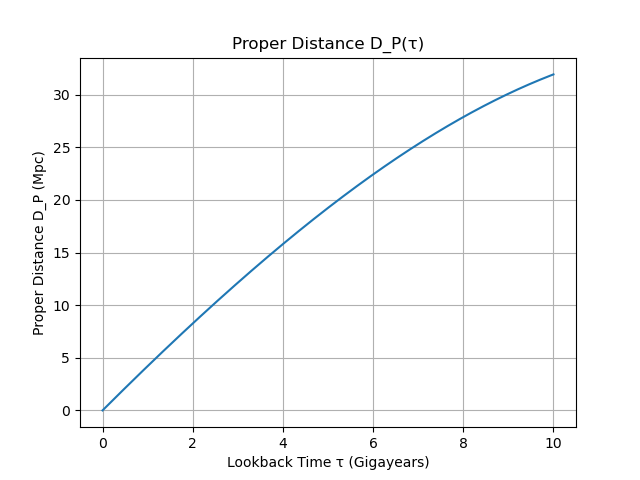 Proper Distance D_P(τ)
Proper Distance D_P (Mpc)
30
25
20
15
10
5
0
0 2 4 6 8 10
Lookback Time τ (Gigayears)